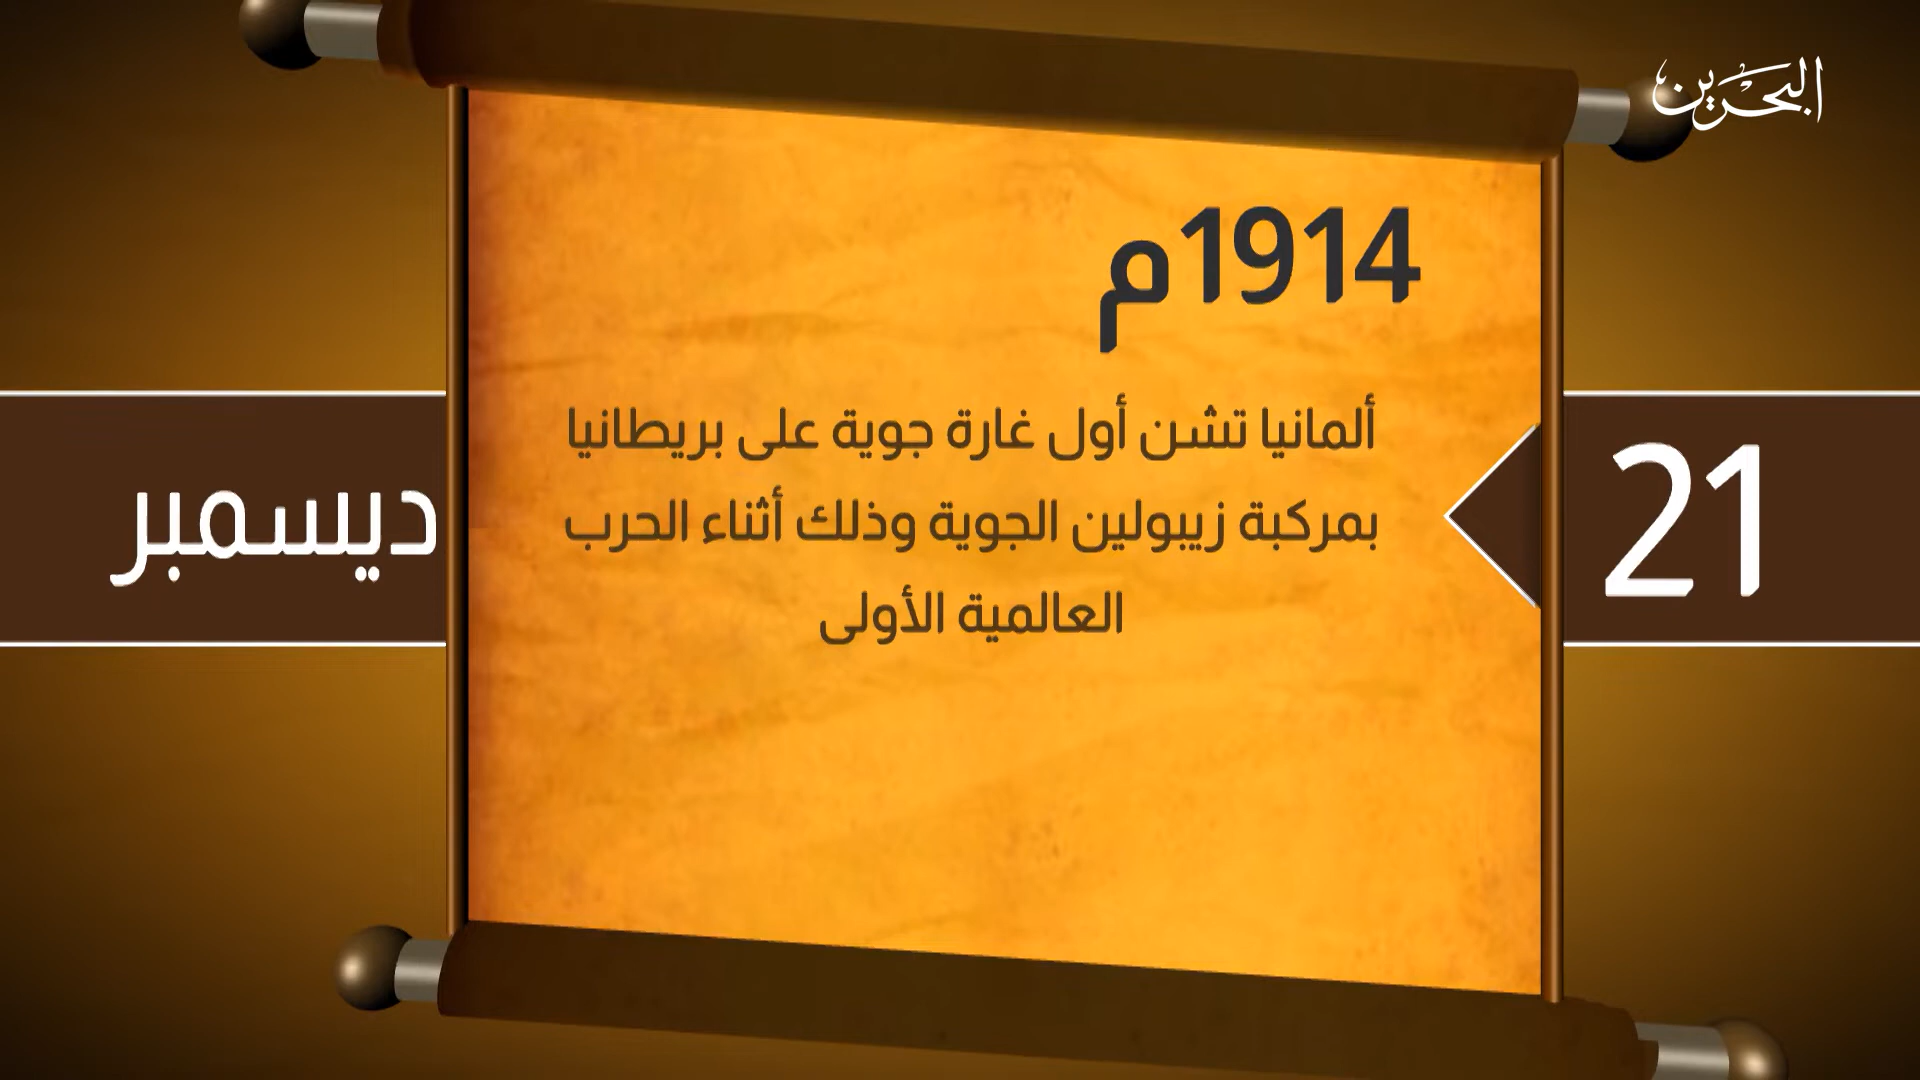 البحرين
1914م
ألمانيا تشن أول غارة جوية على بريطانيا
بمركبة زيبولين الجوية وذلك أثناء الحرب
العالمية الأولى
21
ديسمبر